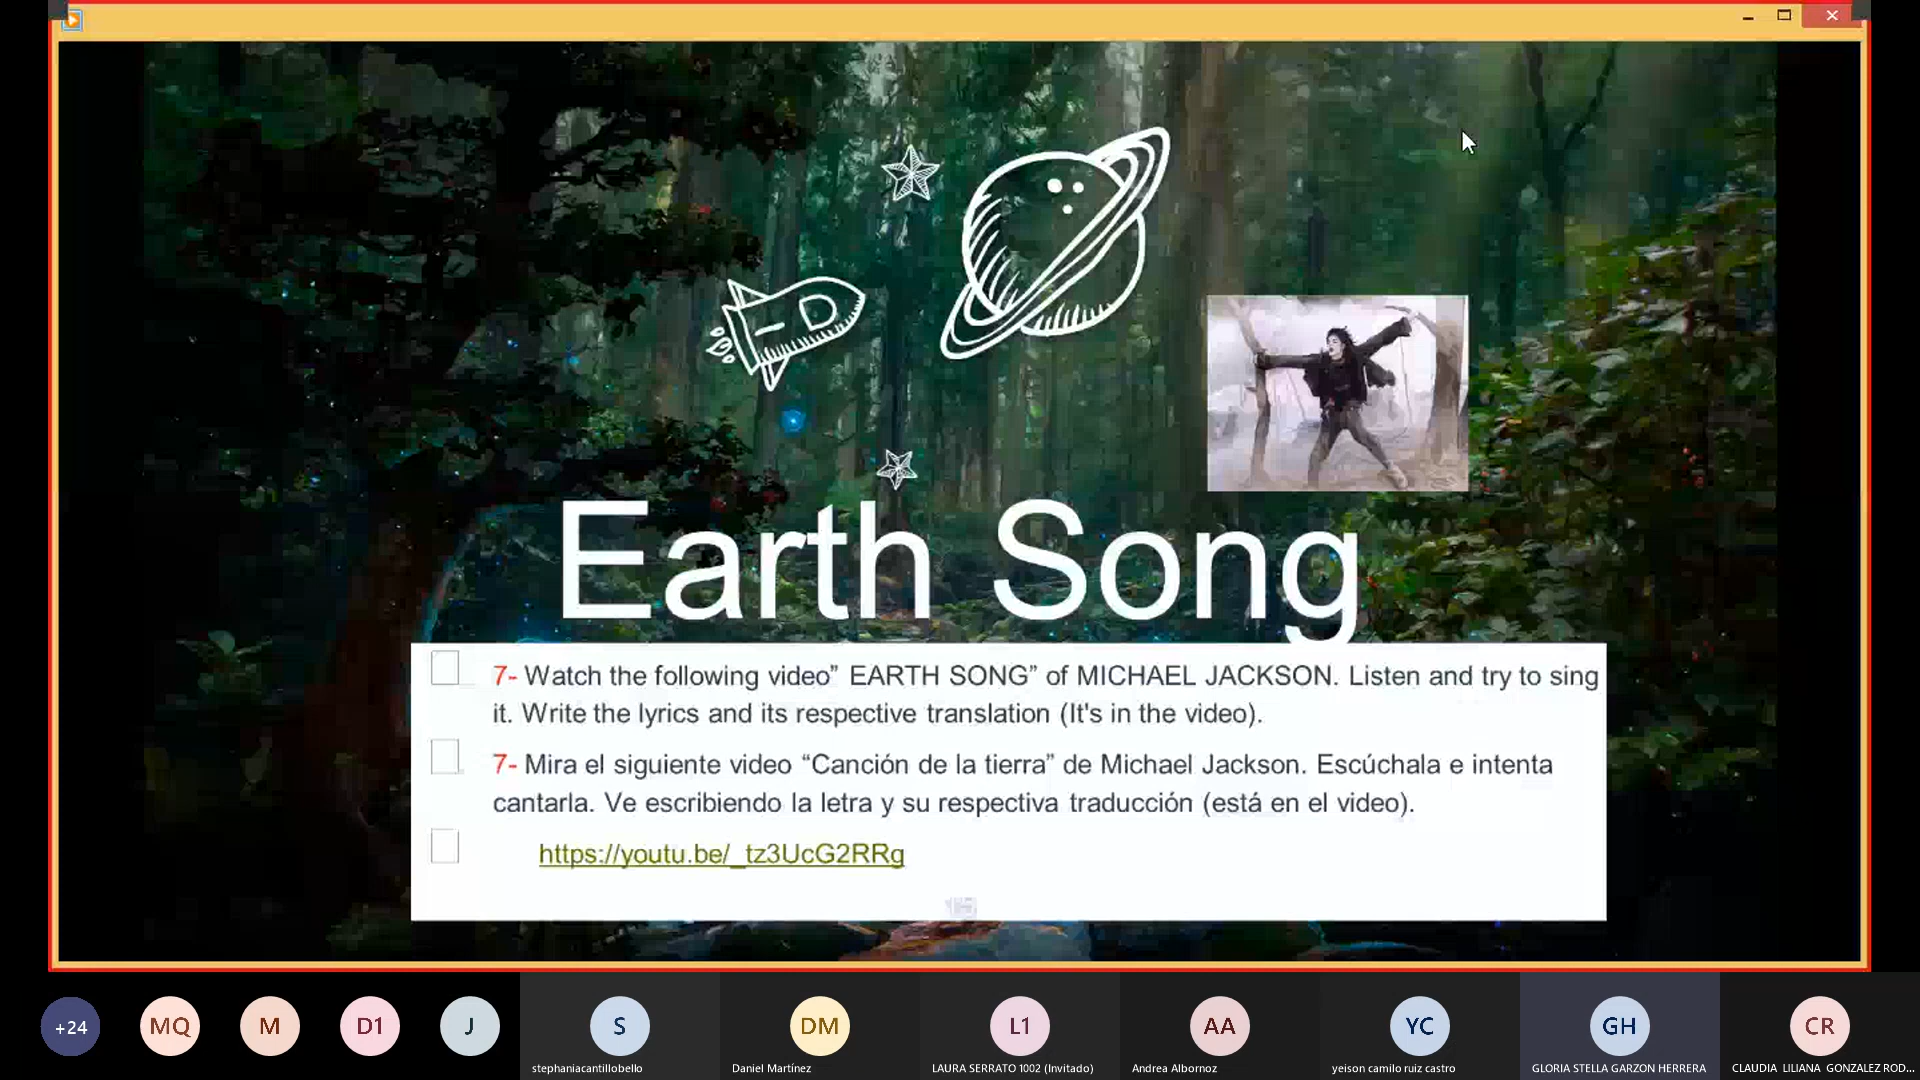 Earth Song
7- Watch the following video” EARTH SONG” of MICHAEL JACKSON. Listen and try to sing
it. Write the lyrics and its respective translation (It's in the video).
7- Mira el siguiente video “Canción de la tierra” de Michael Jackson. Escúchala e intenta
cantarla. Ve escribiendo la letra y su respectiva traducción (está en el video).
https://youtu.be/_tz3UcG2RRg
+24
MQ
M
D1
J
S
DM
L1
AA
YC
GH
CR
stephaniacantillobello
Daniel Martínez
LAURA SERRATO 1002 (Invitado)
Andrea Albornoz
yeison camilo ruiz castro
GLORIA STELLA GARZON HERRERA
CLAUDIA LILIANA GONZALEZ ROD...